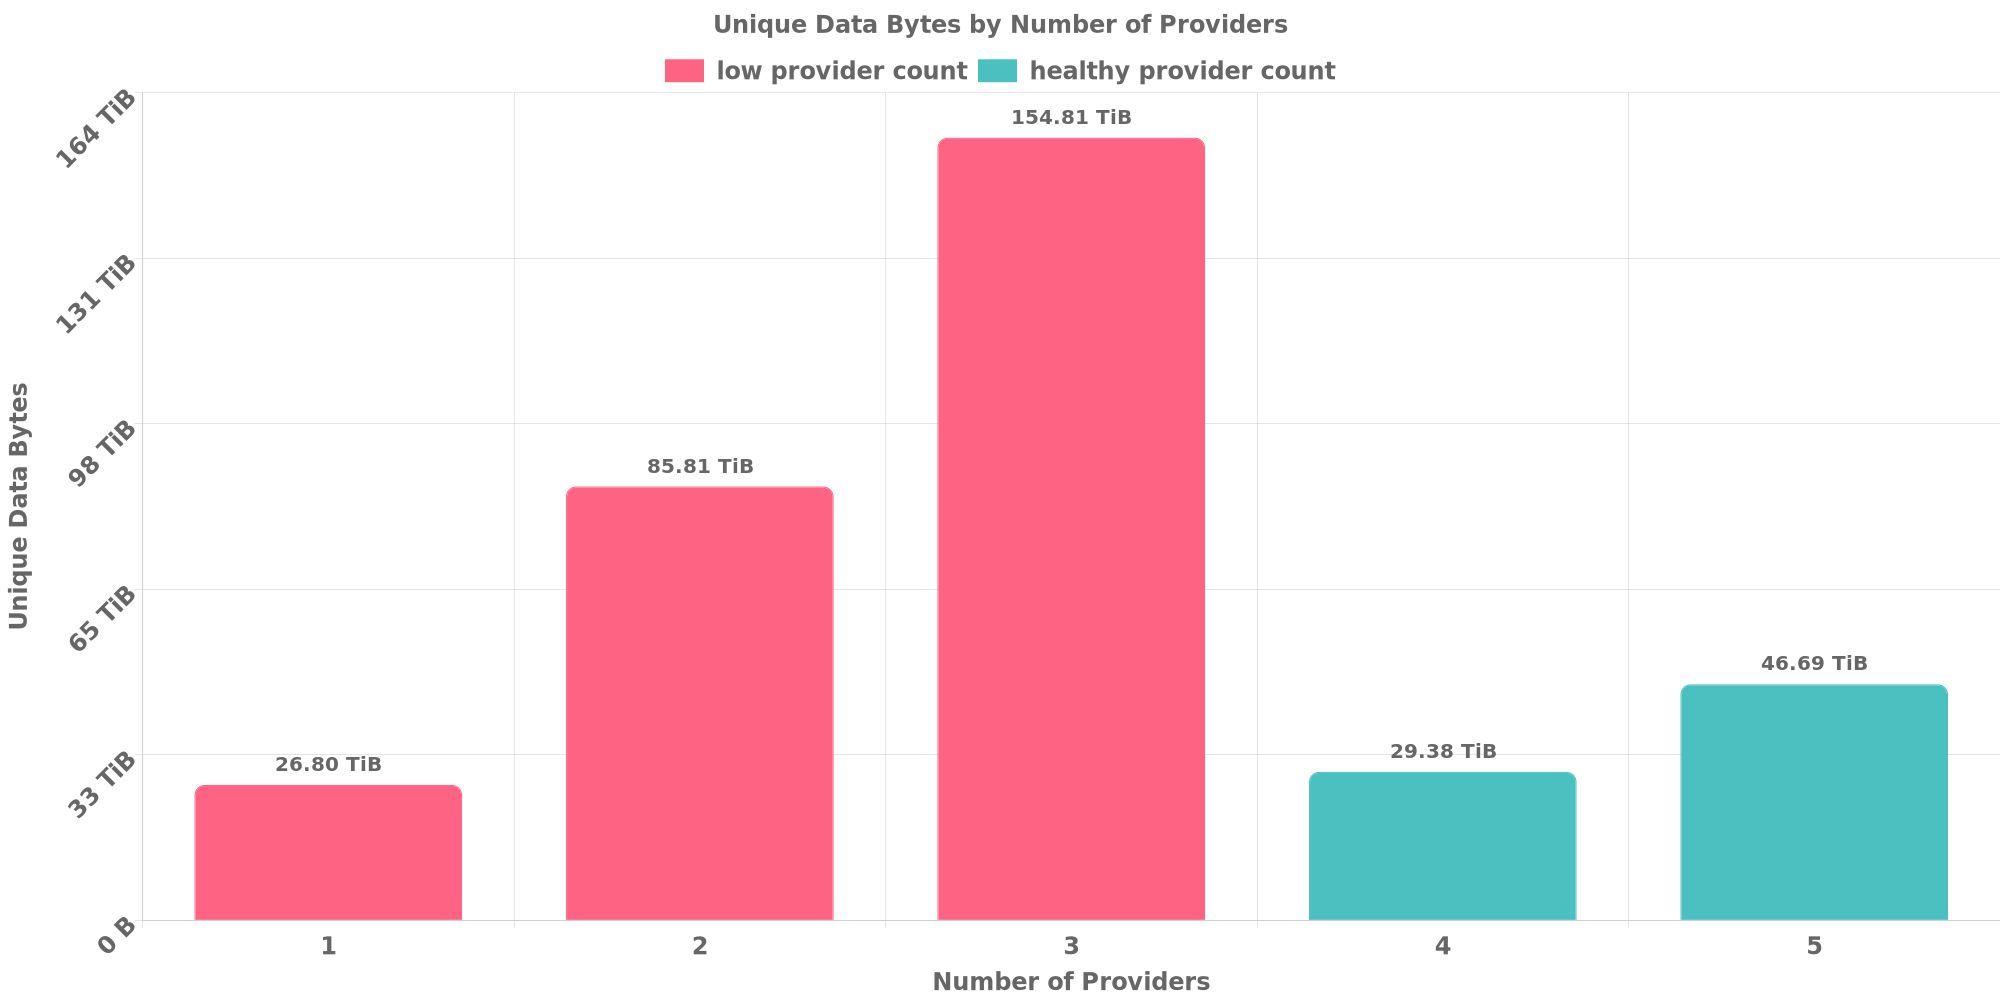 Unique Data Bytes by Number of Providers
low provider count
healthy provider count
164 TiB
131 TiB
98 TiB
65 TiB
33 TiB
0 B
Unique Data Bytes
26.80 TiB
85.81 TiB
154.81 TiB
29.38 TiB
46.69 TiB
1
2
3
4
5
Number of Providers